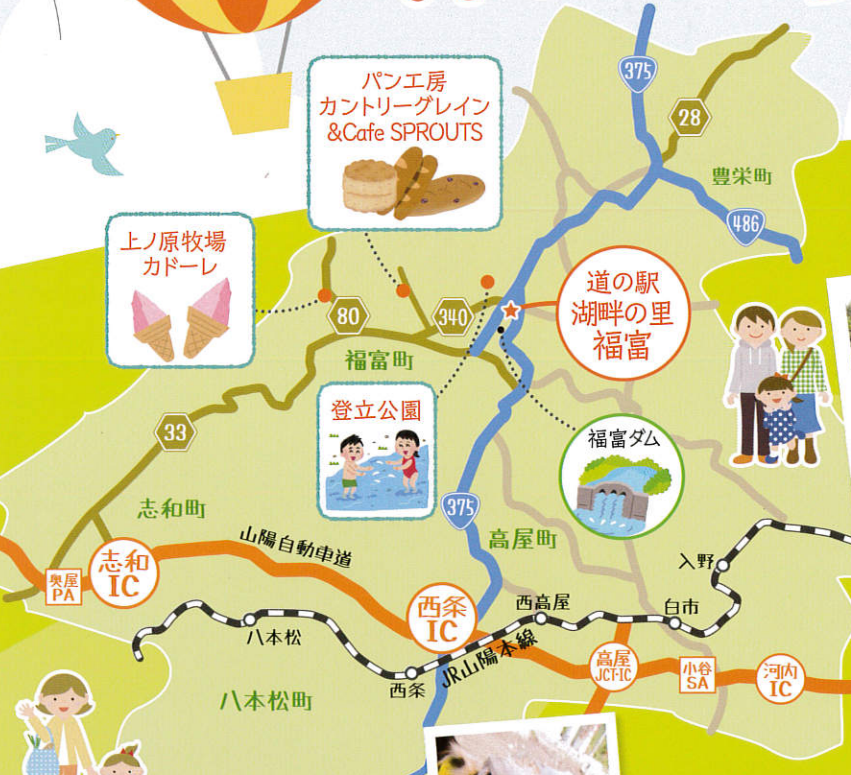 パン工房
カントリーグレイン
&Cafe SPROUTS
375
28
豊栄町
486
上ノ原牧場
カドーレ
80
340
道の駅
湖畔の里
福富
福富町
登立公園
33
福富ダム
志和町
375
高屋町
山陽自動車道
志和
IC
奥屋
PA
入野
西条
IC
西高屋
白市
八本松
JR山陽本線
西条
高屋
JCT・IC
小谷
SA
河内
IC
八本松町